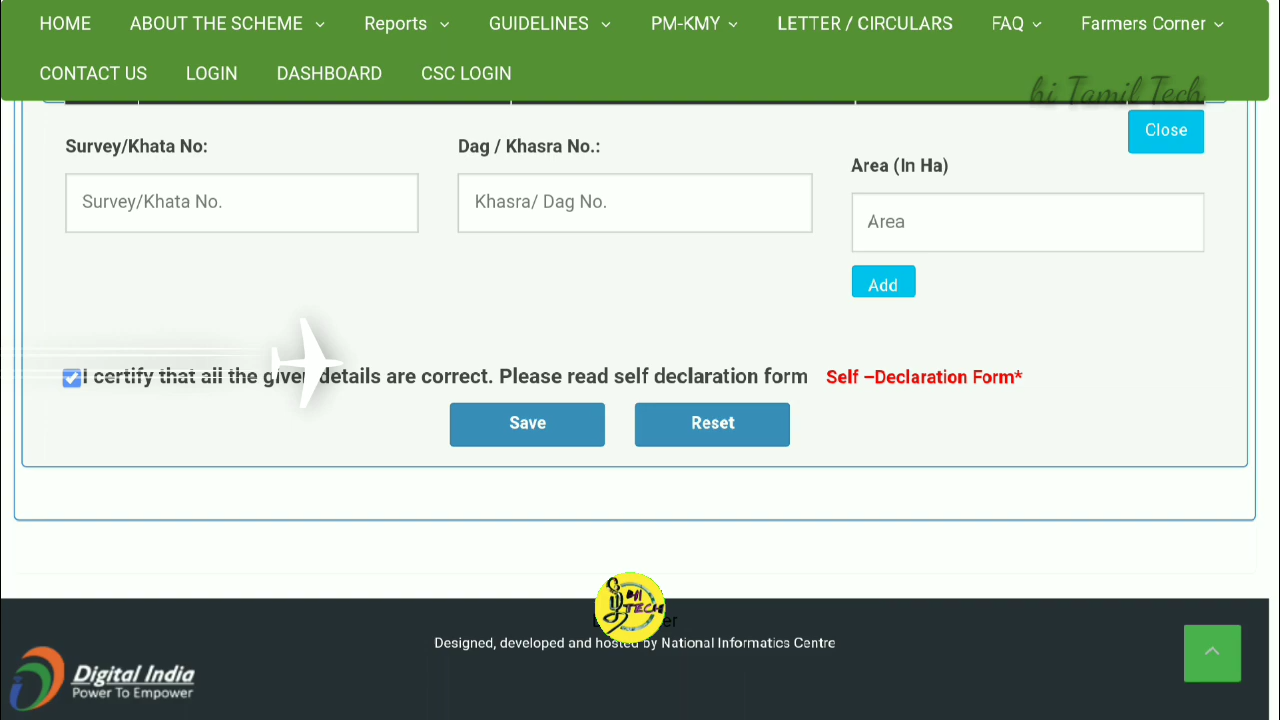 HOME ABOUT THE SCHEME Reports GUIDELINES PM-KMY LETTER / CIRCULARS FAQ Farmers Corner
CONTACT US LOGIN DASHBOARD CSC LOGIN
hi Tamil Tech
Close
Survey/Khata No: Dag / Khasra No.: Area (In Ha)
Survey/Khata No. Khasra/ Dag No. Area
Add
I certify that all the given details are correct. Please read self declaration form Self –Declaration Form*
Save Reset
HI
TECH
Designed, developed and hosted by National Informatics Centre
Digital India
Power To Empower